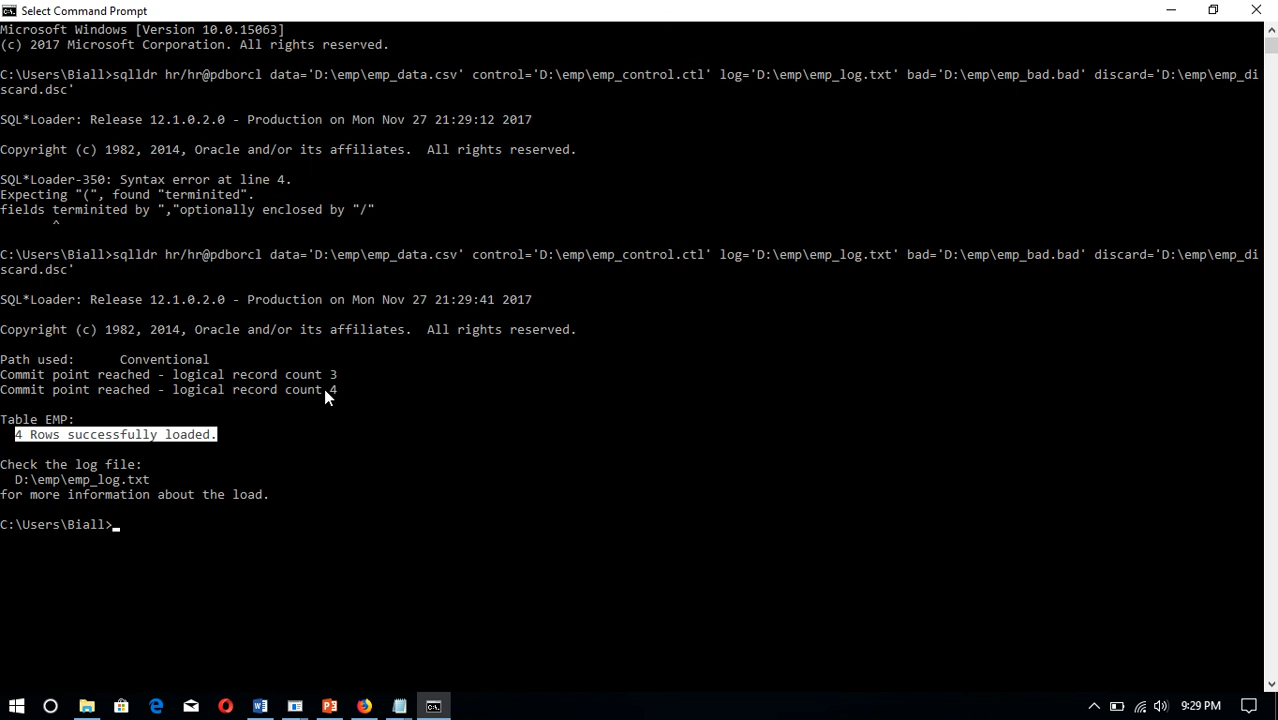 Select Command Prompt
Microsoft Windows [Version 10.0.15063]
(c) 2017 Microsoft Corporation. All rights reserved.
C:\Users\Biall>sqlldr hr/hr@pdborcl data='D:\emp\emp_data.csv' control='D:\emp\emp_control.ctl' log='D:\emp\emp_log.txt' bad='D:\emp\emp_bad.bad' discard='D:\emp\emp_di
scard.dsc'
SQL*Loader: Release 12.1.0.2.0 - Production on Mon Nov 27 21:29:12 2017
Copyright (c) 1982, 2014, Oracle and/or its affiliates.  All rights reserved.
SQL*Loader-350: Syntax error at line 4.
Expecting "(", found "terminited".
fields terminited by ","optionally enclosed by "/"
^
C:\Users\Biall>sqlldr hr/hr@pdborcl data='D:\emp\emp_data.csv' control='D:\emp\emp_control.ctl' log='D:\emp\emp_log.txt' bad='D:\emp\emp_bad.bad' discard='D:\emp\emp_di
scard.dsc'
SQL*Loader: Release 12.1.0.2.0 - Production on Mon Nov 27 21:29:41 2017
Copyright (c) 1982, 2014, Oracle and/or its affiliates.  All rights reserved.
Path used:      Conventional
Commit point reached - logical record count 3
Commit point reached - logical record count 4
Table EMP:
4 Rows successfully loaded.
Check the log file:
D:\emp\emp_log.txt
for more information about the load.
C:\Users\Biall>_
9:29 PM